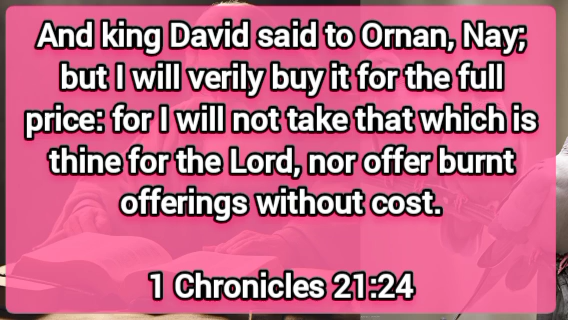 And king David said to Ornan, Nay;
but I will verily buy it for the full
price: for I will not take that which is
thine for the Lord, nor offer burnt
offerings without cost.
1 Chronicles 21:24